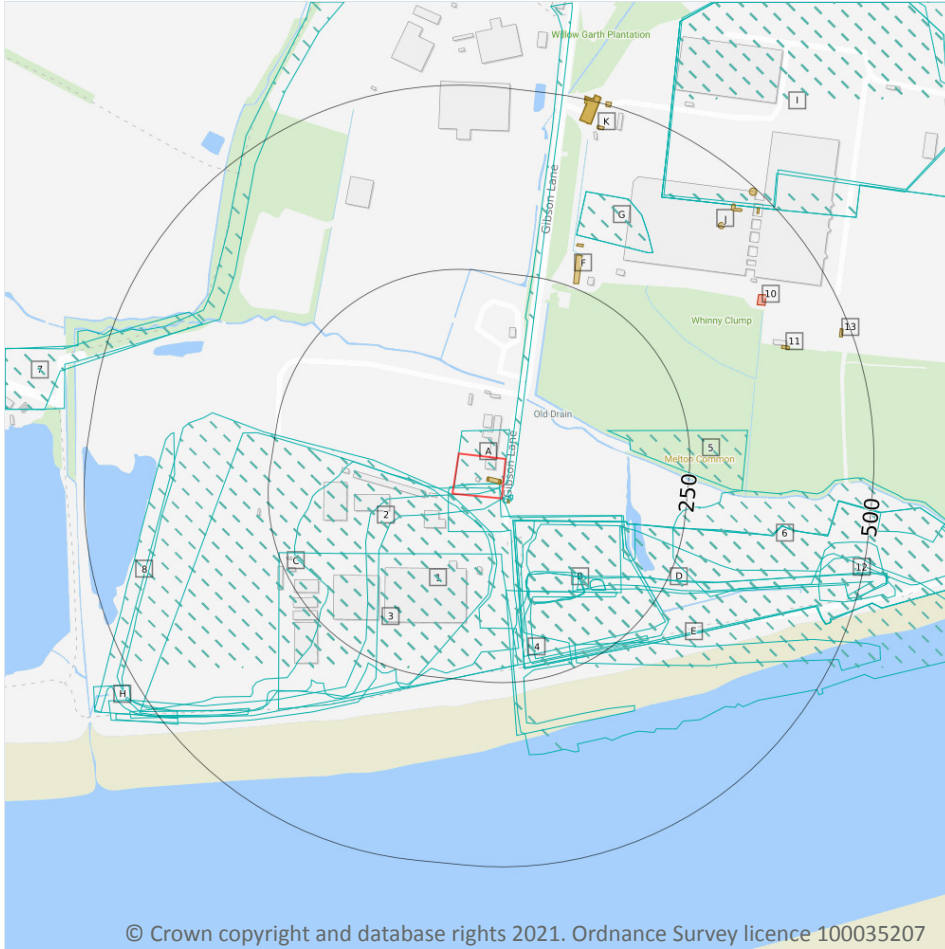 Willow Garth Plantation
I
K
Gibson Lane
G
J
F
10
Whinny Clump
13
11
7
Old Drain
Gibson Lane
A
5
Melton Common
250
500
2
6
C
8
1
B
D
12
3
E
4
H
© Crown copyright and database rights 2021. Ordnance Survey licence 100035207